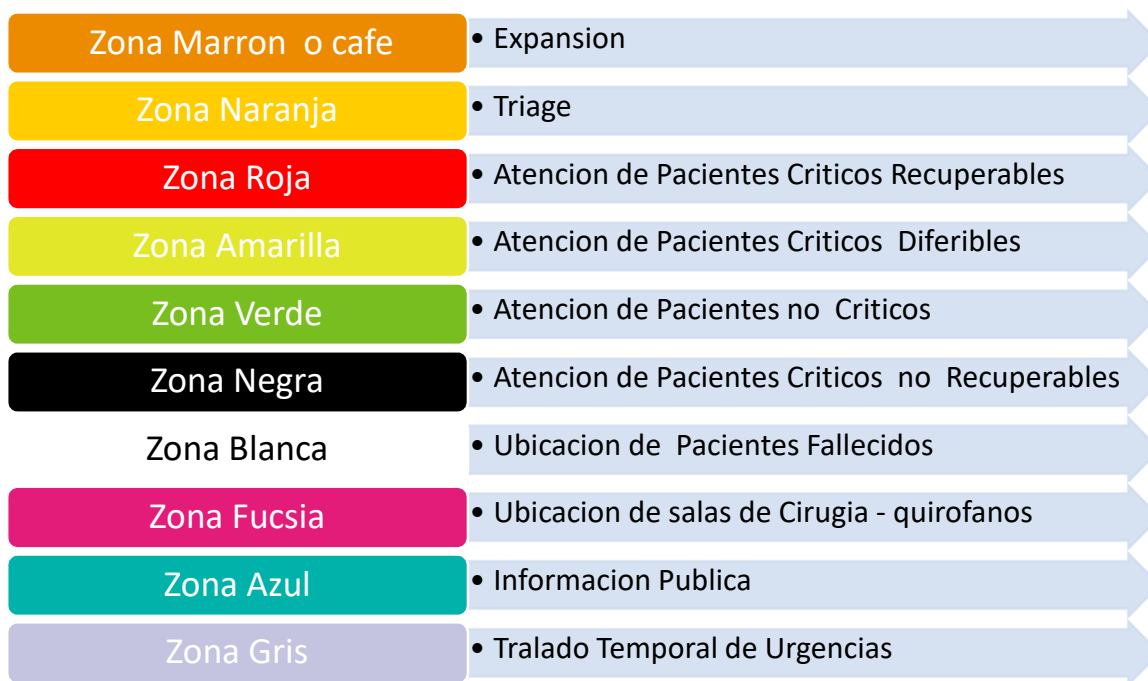 Zona Marron o cafe
• Expansion
Zona Naranja
• Triage
Zona Roja
• Atencion de Pacientes Criticos Recuperables
Zona Amarilla
• Atencion de Pacientes Criticos Diferibles
Zona Verde
• Atencion de Pacientes no Criticos
Zona Negra
• Atencion de Pacientes Criticos no Recuperables
Zona Blanca
• Ubicacion de Pacientes Fallecidos
Zona Fucsia
• Ubicacion de salas de Cirugia - quirofanos
Zona Azul
• Informacion Publica
Zona Gris
• Tralado Temporal de Urgencias